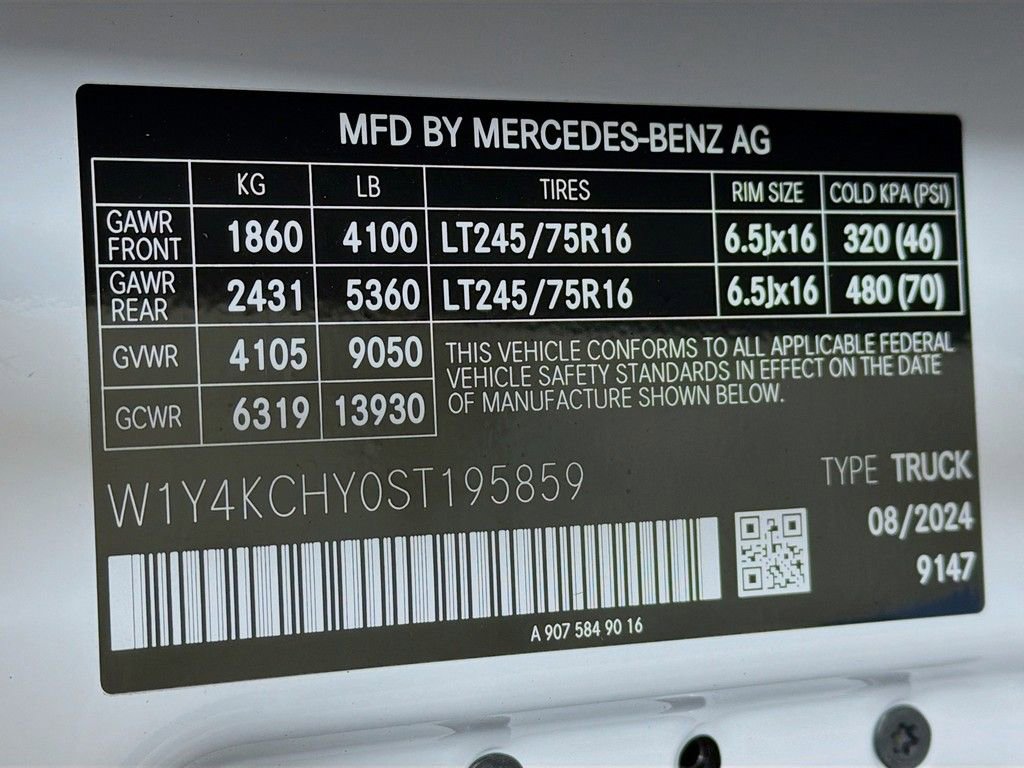 MFD BY MERCEDES-BENZ AG
KG LB TIRES RIM SIZE COLD KPA (PSI)
GAWR FRONT 1860 4100 LT245/75R16 6.5Jx16 320 (46)
GAWR REAR 2431 5360 LT245/75R16 6.5Jx16 480 (70)
GVWR 4105 9050
GCWR 6319 13930
THIS VEHICLE CONFORMS TO ALL APPLICABLE FEDERAL
VEHICLE SAFETY STANDARDS IN EFFECT ON THE DATE
OF MANUFACTURE SHOWN BELOW.
W1Y4KCHY0ST195859
TYPE TRUCK
08/2024
9147
A 907 584 90 16